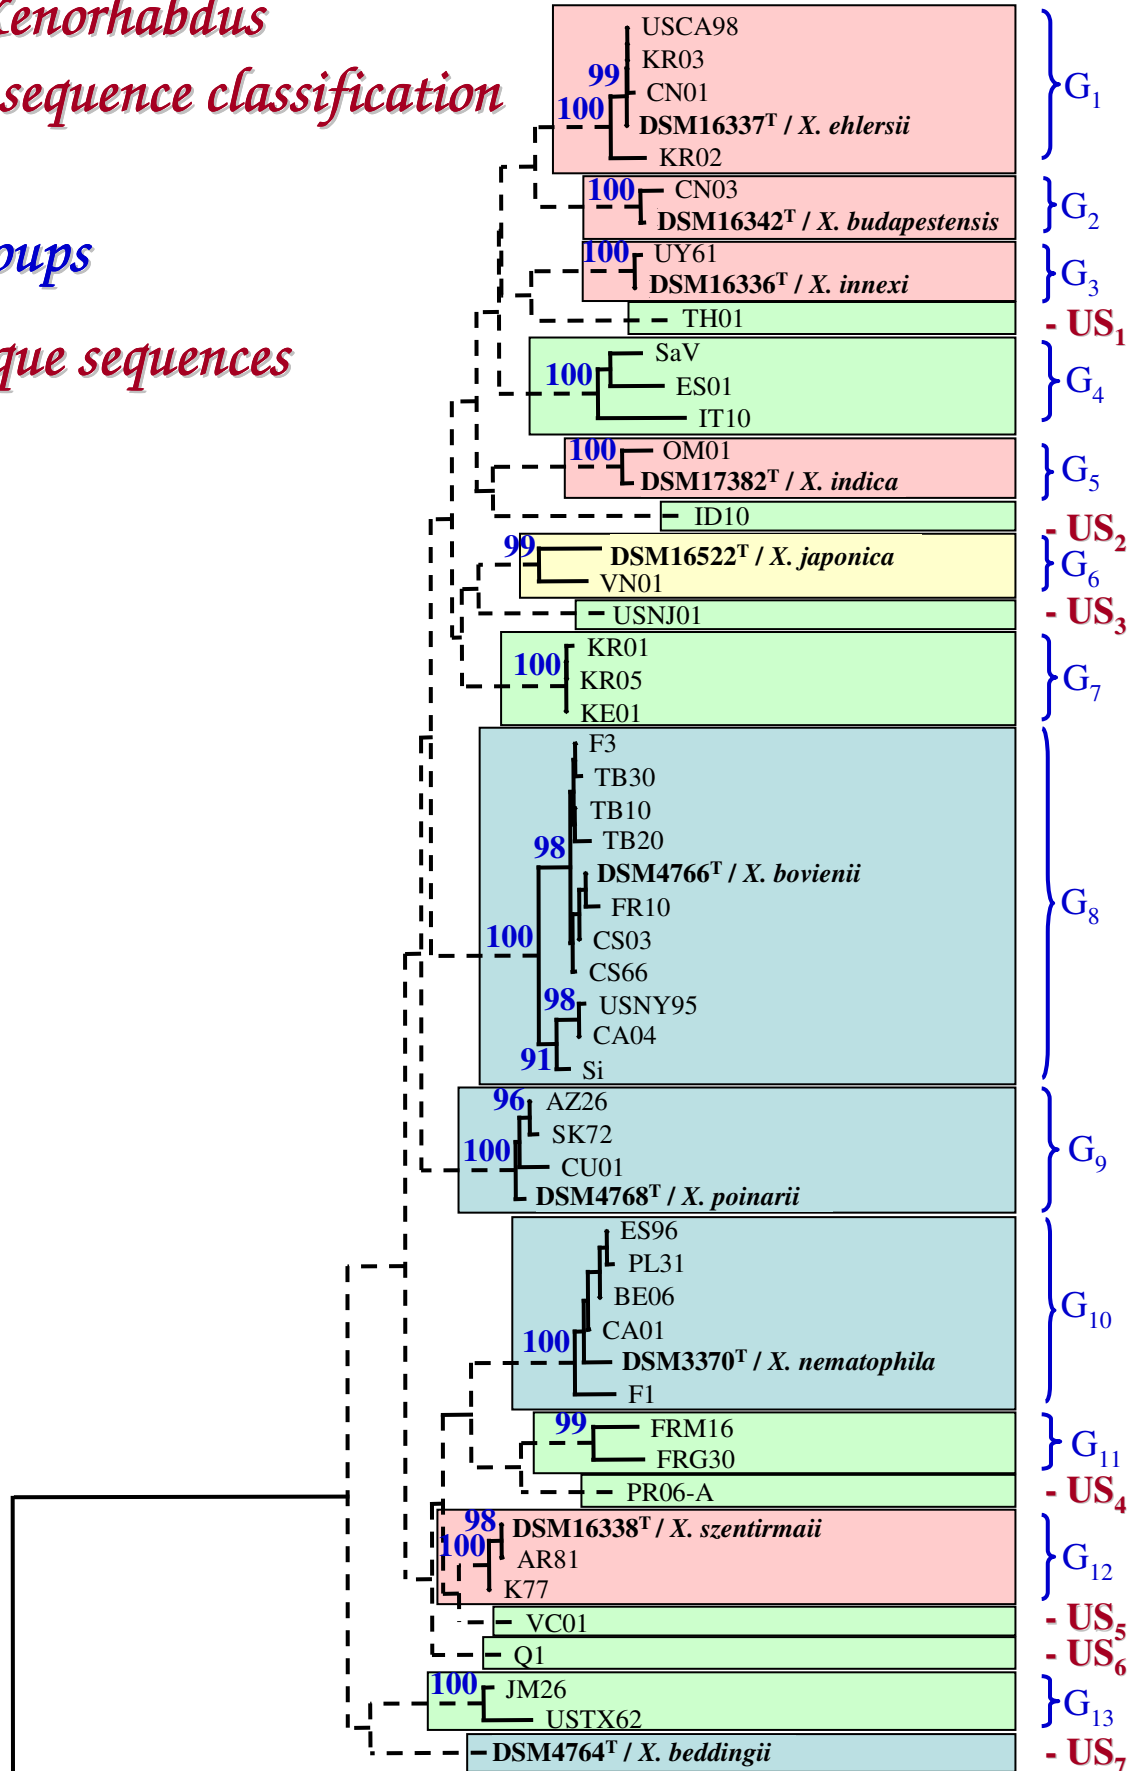 Xenorhabdus
sequence classification
oups
que sequences
USCA98
KR03
99
CN01
100
DSM16337ᵀ / X. ehlersii
KR02
G₁
100
CN03
DSM16342ᵀ / X. budapestensis
G₂
100
UY61
DSM16336ᵀ / X. innexi
G₃
TH01
- US₁
SaV
100
ES01
IT10
G₄
100
OM01
DSM17382ᵀ / X. indica
G₅
ID10
- US₂
99
DSM16522ᵀ / X. japonica
VN01
G₆
USNJ01
- US₃
KR01
100
KR05
KE01
G₇
F3
TB30
TB10
TB20
98
DSM4766ᵀ / X. bovienii
FR10
CS03
100
CS66
98
USNY95
CA04
91
Si
G₈
96
AZ26
SK72
100
CU01
DSM4768ᵀ / X. poinarii
G₉
ES96
PL31
BE06
CA01
100
DSM3370ᵀ / X. nematophila
F1
G₁₀
99
FRM16
FRG30
G₁₁
PR06-A
- US₄
98
DSM16338ᵀ / X. szentirmaii
100
AR81
K77
G₁₂
VC01
- US₅
Q1
- US₆
100
JM26
USTX62
G₁₃
DSM4764ᵀ / X. beddingii
- US₇